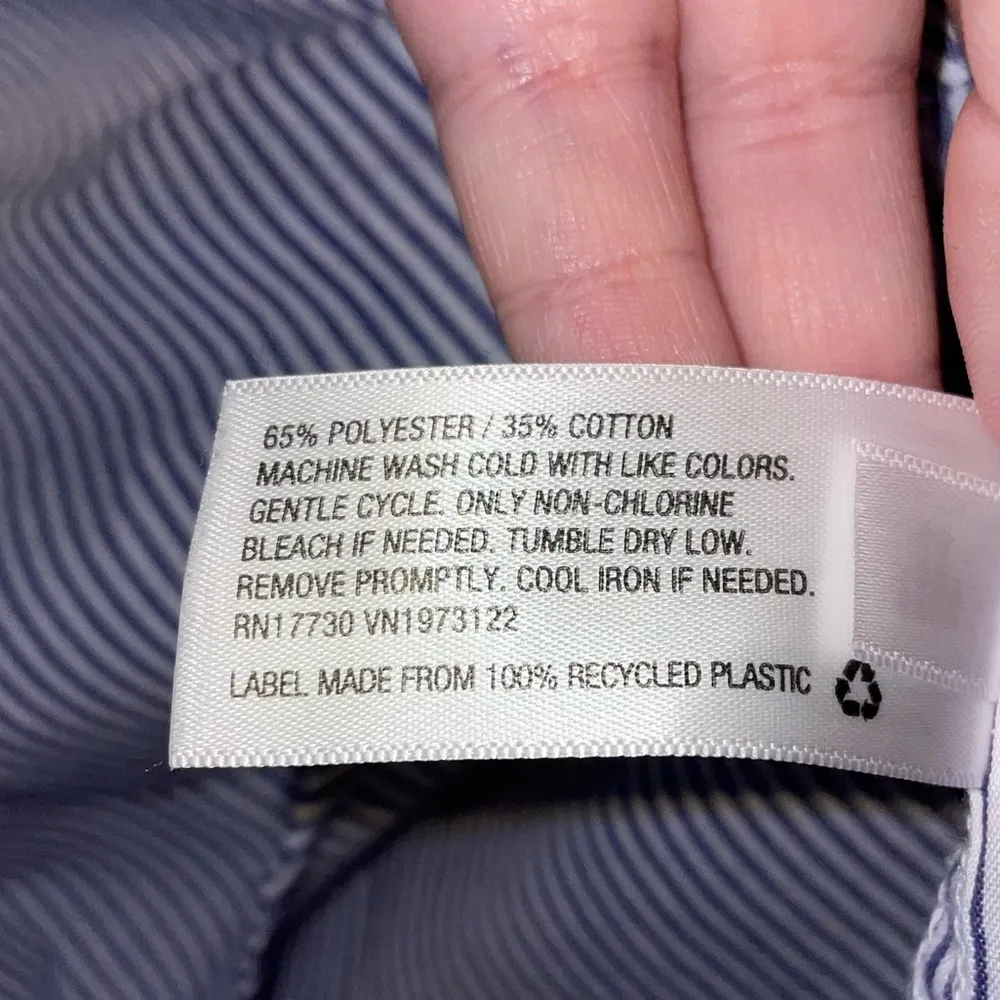 65% POLYESTER / 35% COTTON
MACHINE WASH COLD WITH LIKE COLORS.
GENTLE CYCLE. ONLY NON-CHLORINE
BLEACH IF NEEDED. TUMBLE DRY LOW.
REMOVE PROMPTLY. COOL IRON IF NEEDED.
RN17730 VN1973122
LABEL MADE FROM 100% RECYCLED PLASTIC